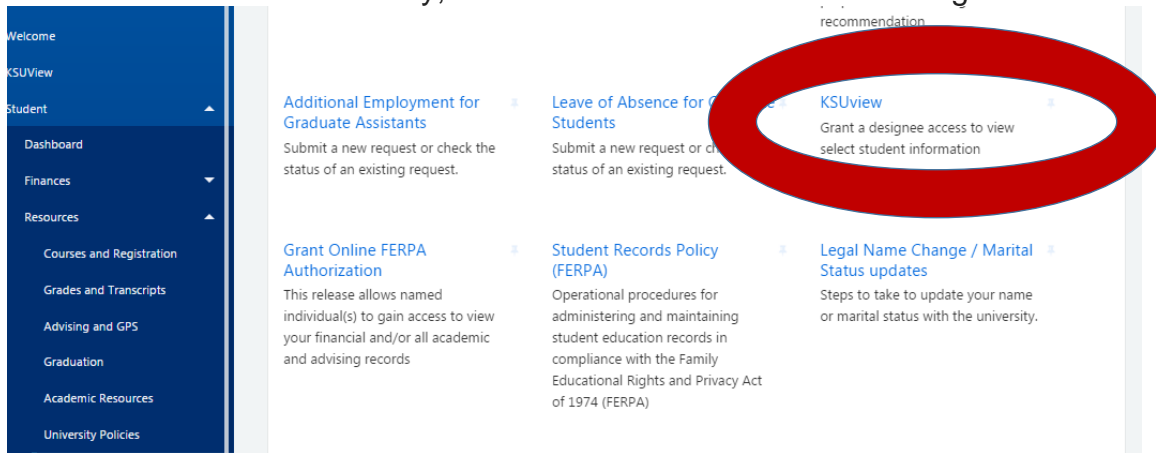 recommendation
Welcome
KSUView
Student
Dashboard
Finances
Resources
Courses and Registration
Grades and Transcripts
Advising and GPS
Graduation
Academic Resources
University Policies
Additional Employment for
Graduate Assistants
Submit a new request or check the
status of an existing request.
Leave of Absence for
Students
Submit a new request or
status of an existing request.
KSUview
Grant a designee access to view
select student information
Grant Online FERPA
Authorization
This release allows named
individual(s) to gain access to view
your financial and/or all academic
and advising records
Student Records Policy
(FERPA)
Operational procedures for
administering and maintaining
student education records in
compliance with the Family
Educational Rights and Privacy Act
of 1974 (FERPA)
Legal Name Change / Marital
Status updates
Steps to take to update your name
or marital status with the university.